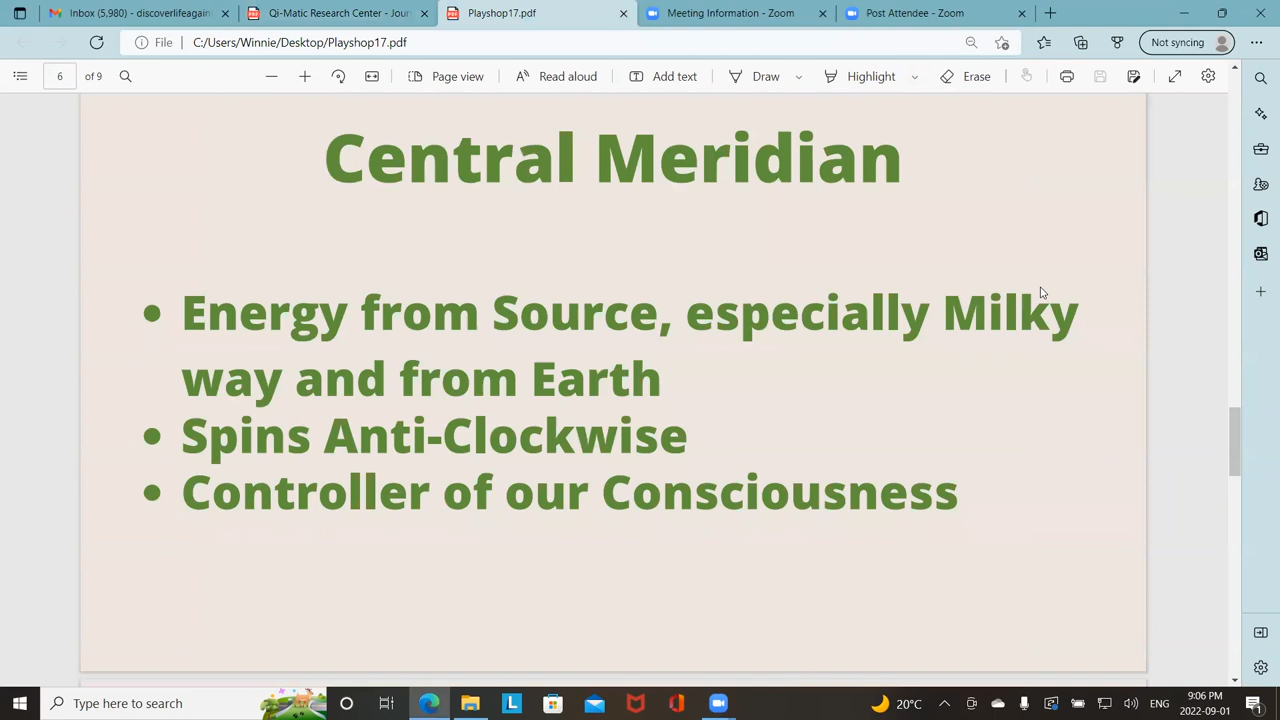 Inbox (5,980) - discoverlifeagain
Qi-Matic Research Center - Jour
Playshop17.pdf
Meeting Information - Zoom
Post Attendee - Zoom
File C:/Users/Winnie/Desktop/Playshop17.pdf
Not syncing
6 of 9
Page view
Read aloud
Add text
Draw
Highlight
Erase
Central Meridian
• Energy from Source, especially Milky
way and from Earth
• Spins Anti-Clockwise
• Controller of our Consciousness
Type here to search
L
20°C
ENG
9:06 PM
2022-09-01
1